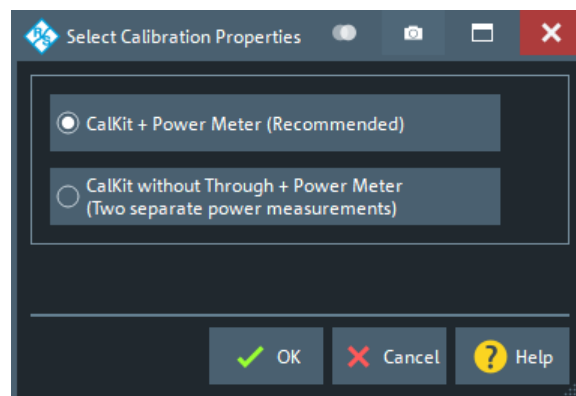 Select Calibration Properties
CalKit + Power Meter (Recommended)
CalKit without Through + Power Meter
(Two separate power measurements)
OK
Cancel
? Help